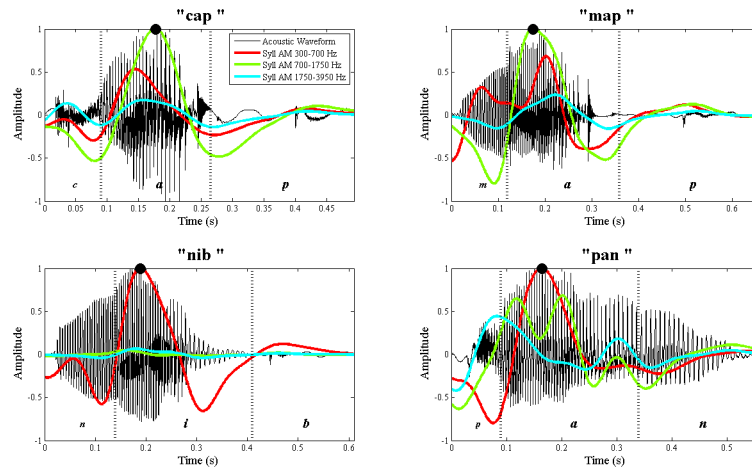 "cap "
Acoustic Waveform
Syll AM 300-700 Hz
Syll AM 700-1750 Hz
Syll AM 1750-3950 Hz
Amplitude
1
0.5
0
-0.5
-1
c a p
0 0.05 0.1 0.15 0.2 0.25 0.3 0.35 0.4 0.45
Time (s)
"map "
Amplitude
1
0.5
0
-0.5
-1
m a p
0 0.1 0.2 0.3 0.4 0.5 0.6
Time (s)
"nib "
Amplitude
1
0.5
0
-0.5
-1
n i b
0 0.1 0.2 0.3 0.4 0.5 0.6
Time (s)
"pan "
Amplitude
1
0.5
0
-0.5
-1
p a n
0 0.1 0.2 0.3 0.4 0.5
Time (s)